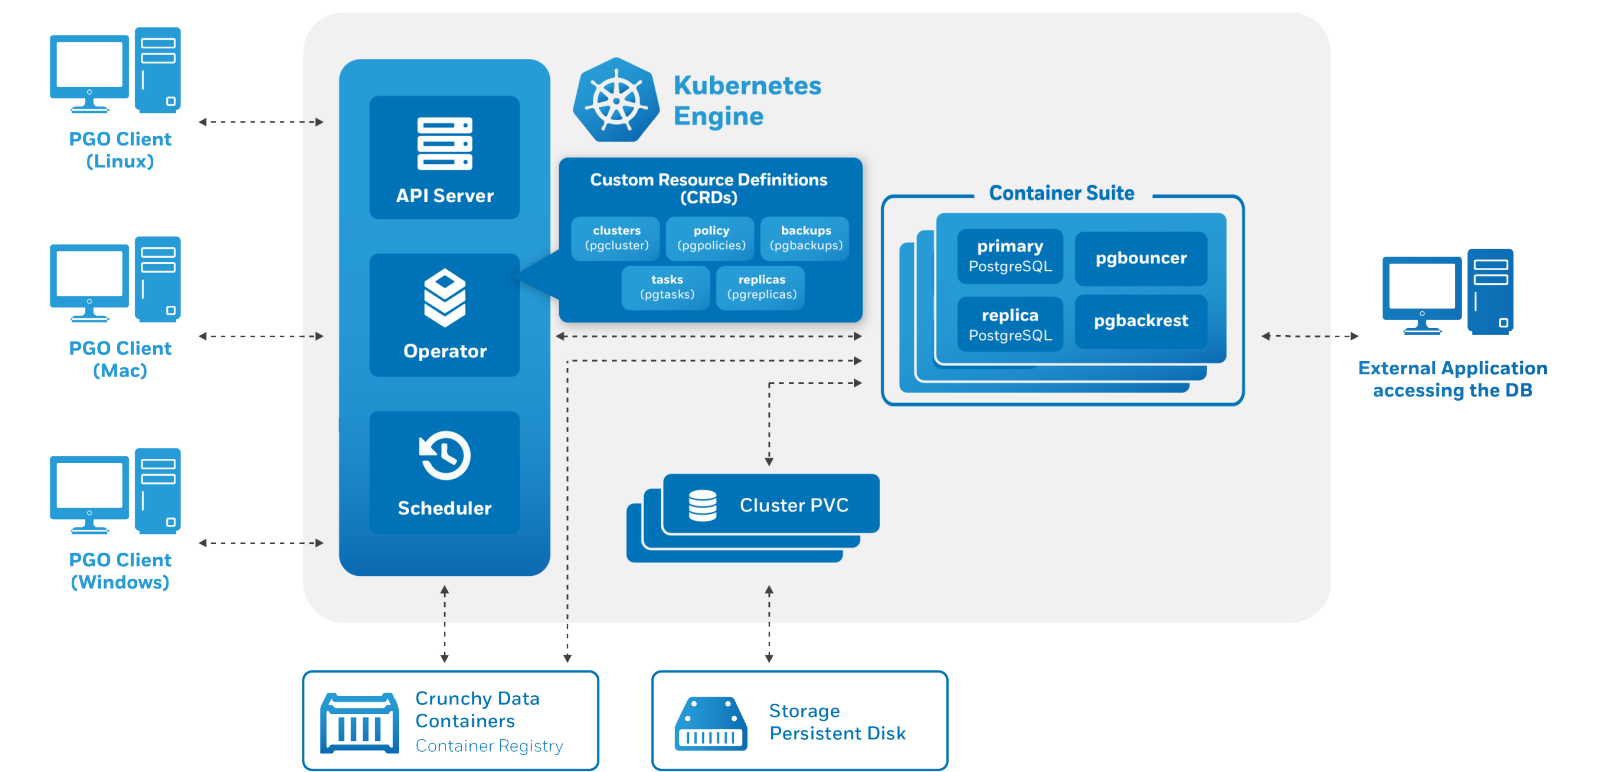 PGO Client
(Linux)
PGO Client
(Mac)
PGO Client
(Windows)
API Server
Operator
Scheduler
Kubernetes
Engine
Custom Resource Definitions
(CRDs)
clusters
(pgcluster)
policy
(pgpolicies)
backups
(pgbackups)
tasks
(pgtasks)
replicas
(pgreplicas)
Container Suite
primary
PostgreSQL
pgbouncer
replica
PostgreSQL
pgbackrest
Cluster PVC
External Application
accessing the DB
Crunchy Data
Containers
Container Registry
Storage
Persistent Disk